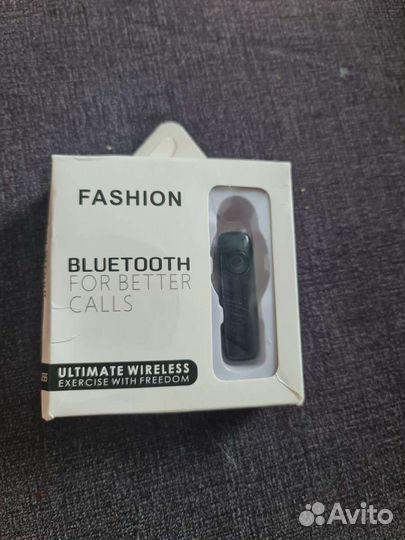 FASHION
BLUETOOTH
FOR BETTER
CALLS
ULTIMATE WIRELESS
EXERCISE WITH FREEDOM
Avito